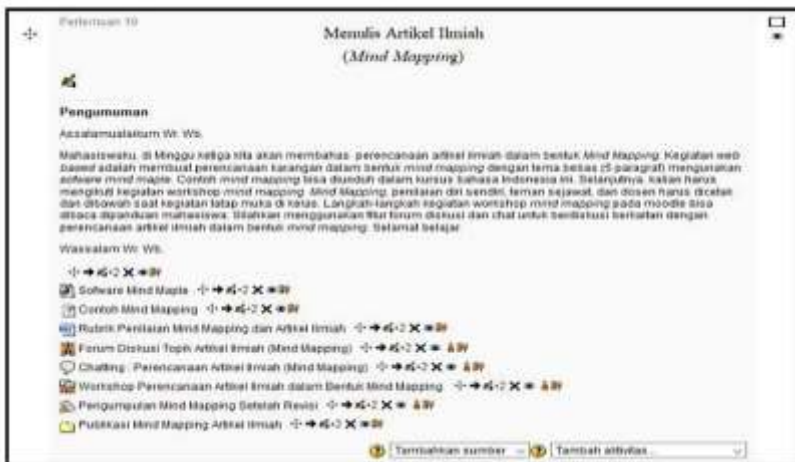 Pertemuan 10
Menulis Artikel Ilmiah
(Mind Mapping)
Pengumuman
Assalamualaikum Wr. Wb.
Mahasiswaku, di Minggu ketiga kita akan membahas perencanaan artikel ilmiah dalam bentuk Mind Mapping. Kegiatan web
based adalah membuat perencanaan karangan dalam bentuk mind mapping dengan tema bebas (5 paragraf) menggunakan
software mind maple. Contoh mind mapping bisa diunduh dalam kursus bahasa Indonesia ini. Selanjutnya, kalian harus
mengikuti kegiatan workshop mind mapping. Mind Mapping, penilaian diri sendiri, teman sejawat, dan dosen harus dicetak
dan dibawah saat kegiatan tatap muka di kelas. Langkah-langkah kegiatan workshop mind mapping pada moodle bisa
dibaca dipanduan mahasiswa. Silahkan menggunakan fitur forum diskusi dan chat untuk berdiskusi berkaitan dengan
perencanaan artikel ilmiah dalam bentuk mind mapping. Selamat belajar
Wassalam Wr. Wb.
Software Mind Maple
Contoh Mind Mapping
Rubrik Penilaian Mind Mapping dan Artikel Ilmiah
Forum Diskusi Topik Artikel Ilmiah (Mind Mapping)
Chatting : Perencanaan Artikel Ilmiah (Mind Mapping)
Workshop Perencanaan Artikel Ilmiah dalam Bentuk Mind Mapping
Pengumpulan Mind Mapping Setelah Revisi
Publikasi Mind Mapping Artikel Ilmiah
Tambahkan sumber... Tambah aktivitas...